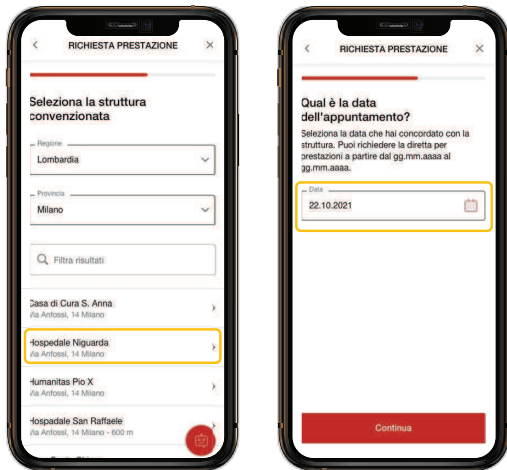 RICHIESTA PRESTAZIONE
Seleziona la struttura
convenzionata
Regione
Lombardia
Provincia
Milano
Filtra risultati
Casa di Cura S. Anna
Via Anfossi, 14 Milano
Hospedale Niguarda
Via Anfossi, 14 Milano
Humanitas Pio X
Via Anfossi, 14 Milano
Hospadale San Raffaele
Via Anfossi, 14 Milano - 600 m
RICHIESTA PRESTAZIONE
Qual è la data
dell'appuntamento?
Seleziona la data che hai concordato con la
struttura. Puoi richiedere la diretta per
prestazioni a partire dal gg.mm.aaaa al
gg.mm.aaaa.
Data
22.10.2021
Continua